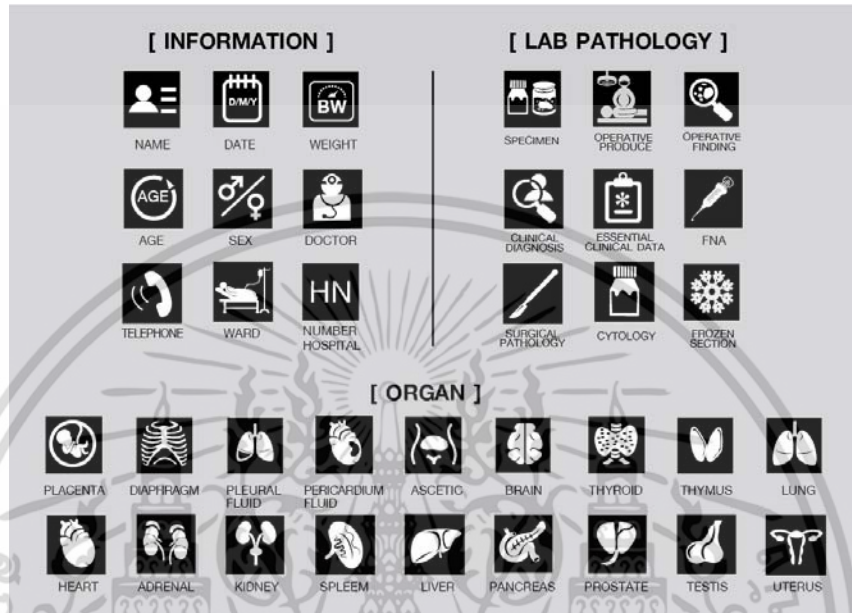 [ INFORMATION ]
[ LAB PATHOLOGY ]
D/M/Y
BW
NAME
DATE
WEIGHT
SPECIMEN
OPERATIVE
PRODUCE
OPERATIVE
FINDING
AGE
AGE
SEX
DOCTOR
CLINICAL
DIAGNOSIS
ESSENTIAL
CLINICAL DATA
FNA
HN
TELEPHONE
WARD
NUMBER
HOSPITAL
SURGICAL
PATHOLOGY
CYTOLOGY
FROZEN
SECTION
[ ORGAN ]
PLACENTA
DIAPHRAGM
PLEURAL
FLUID
PERICARDIUM
FLUID
ASCETIC
BRAIN
THYROID
THYMUS
LUNG
HEART
ADRENAL
KIDNEY
SPLEEM
LIVER
PANCREAS
PROSTATE
TESTIS
UTERUS